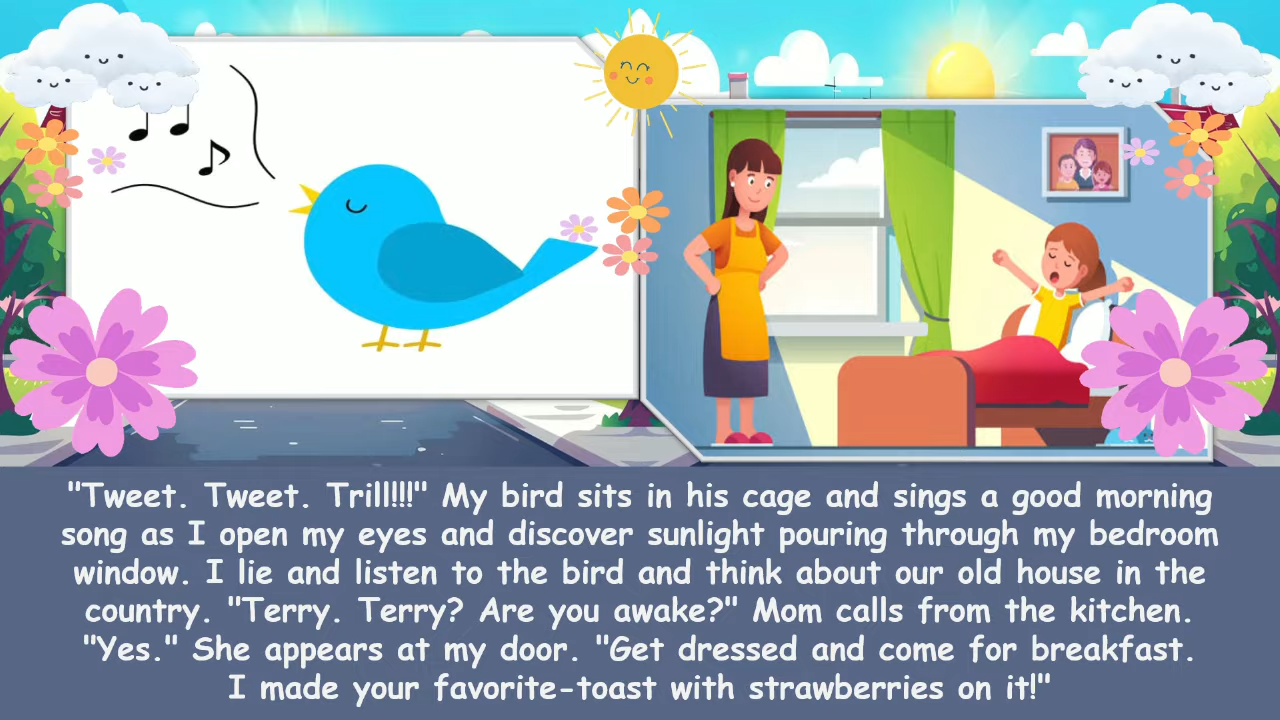 "Tweet. Tweet. Trill!!!" My bird sits in his cage and sings a good morning
song as I open my eyes and discover sunlight pouring through my bedroom
window. I lie and listen to the bird and think about our old house in the
country. "Terry. Terry? Are you awake?" Mom calls from the kitchen.
"Yes." She appears at my door. "Get dressed and come for breakfast.
I made your favorite-toast with strawberries on it!"